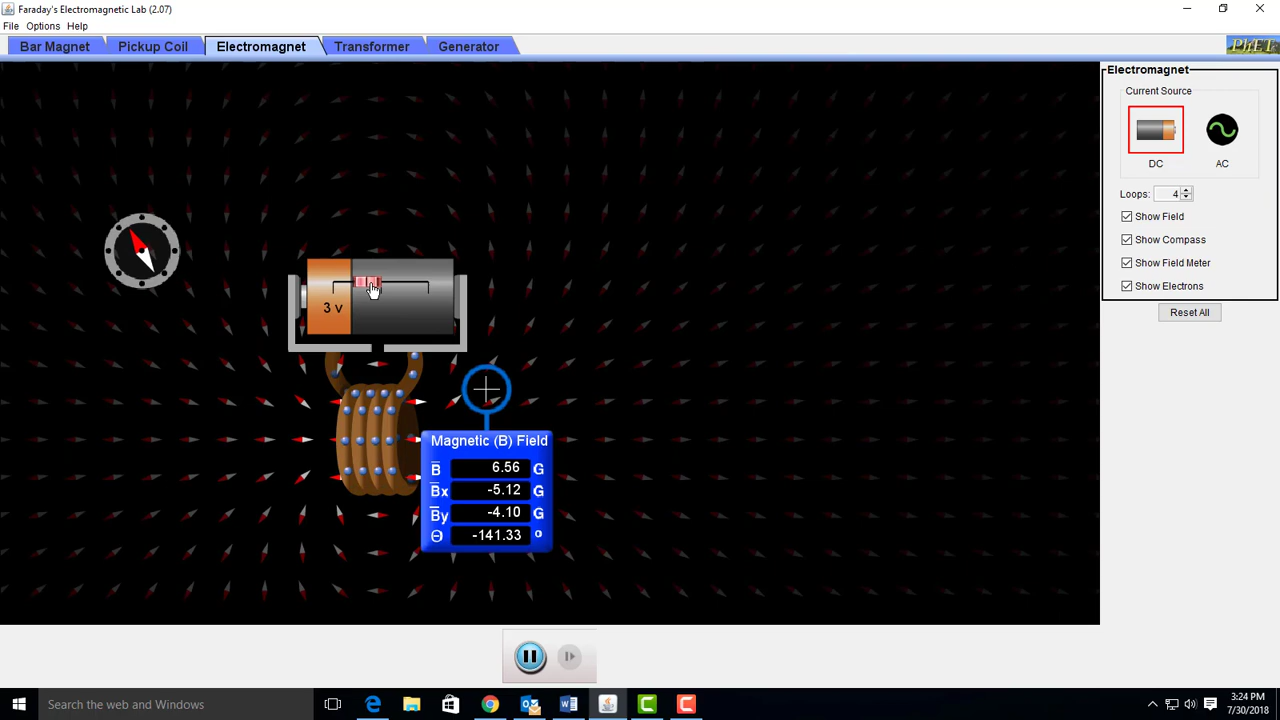 Faraday's Electromagnetic Lab (2.07)
File Options Help
Bar Magnet Pickup Coil Electromagnet Transformer Generator
PhET
Electromagnet
Current Source
DC AC
Loops: 4
Show Field
Show Compass
Show Field Meter
Show Electrons
Reset All
3 v
Magnetic (B) Field
B 6.56 G
Bx -5.12 G
By -4.10 G
Θ -141.33 º
Search the web and Windows
3:24 PM
7/30/2018